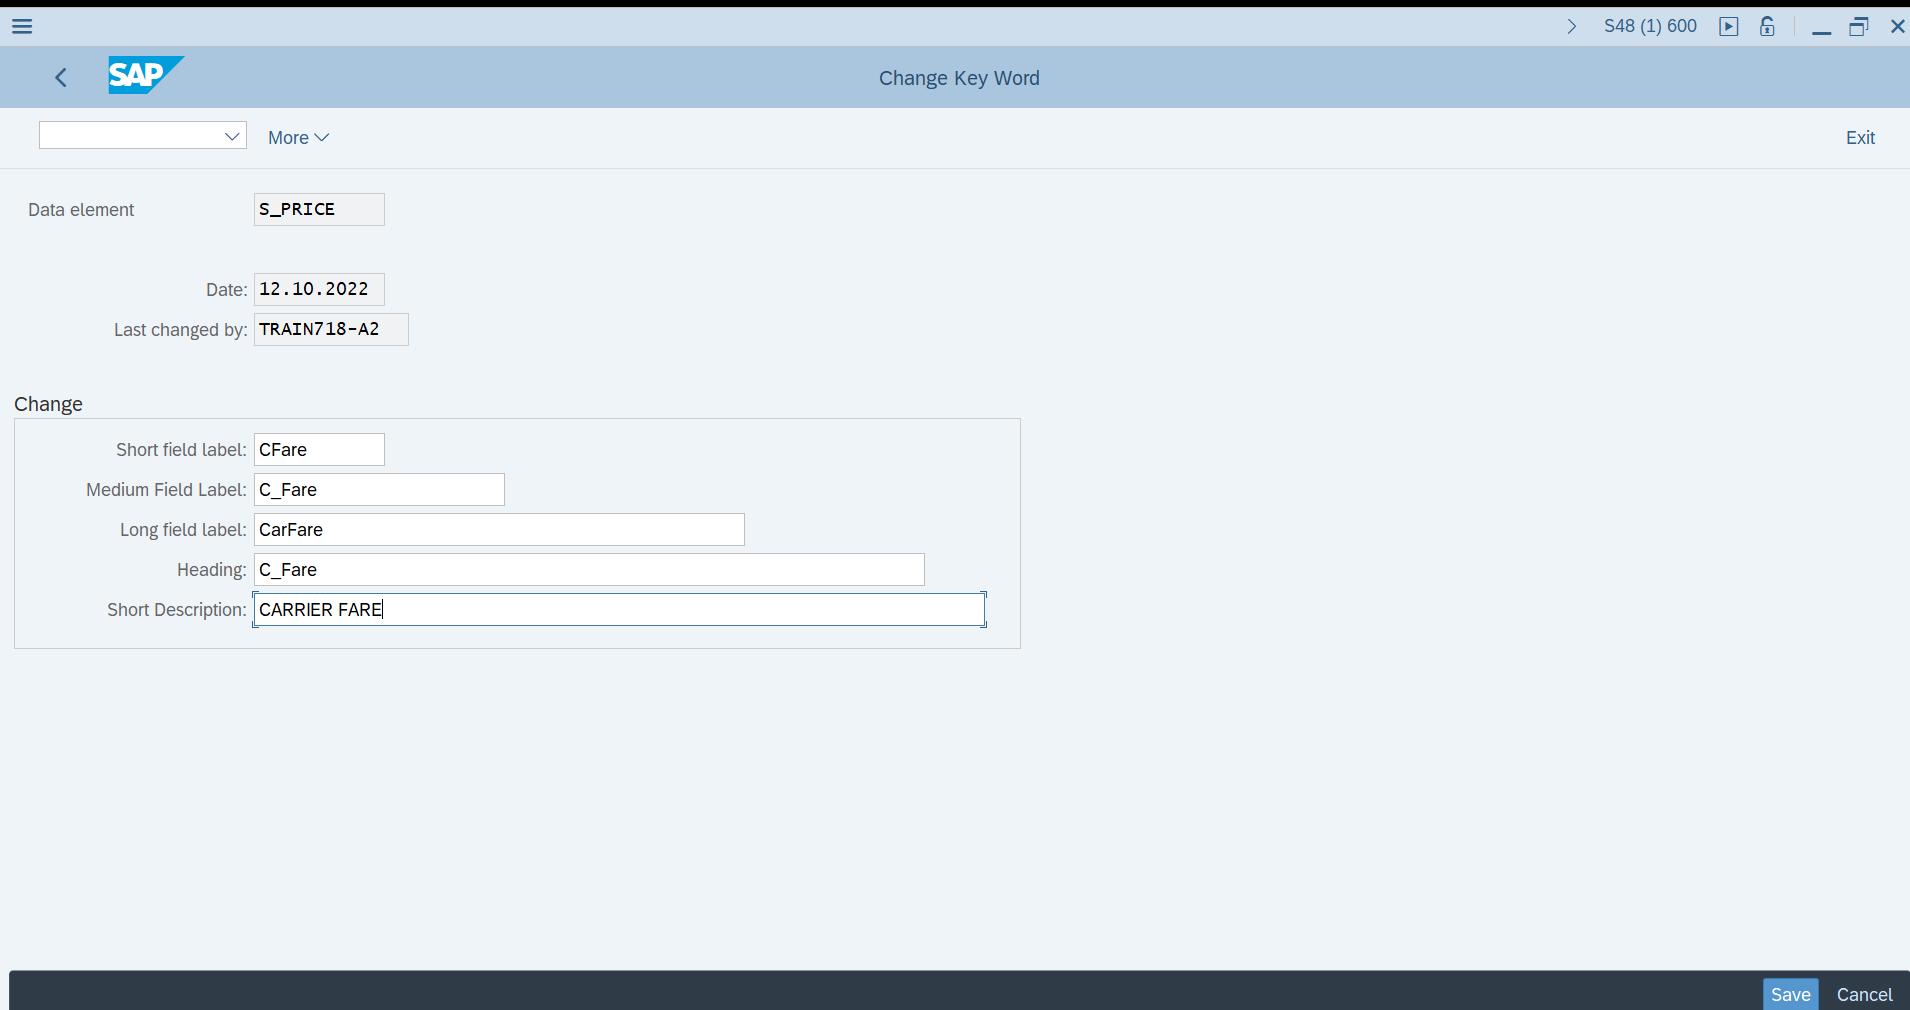 S48 (1) 600
SAP
Change Key Word
More
Exit
Data element S_PRICE
Date: 12.10.2022
Last changed by: TRAIN718-A2
Change
Short field label: CFare
Medium Field Label: C_Fare
Long field label: CarFare
Heading: C_Fare
Short Description: CARRIER FARE
Save Cancel